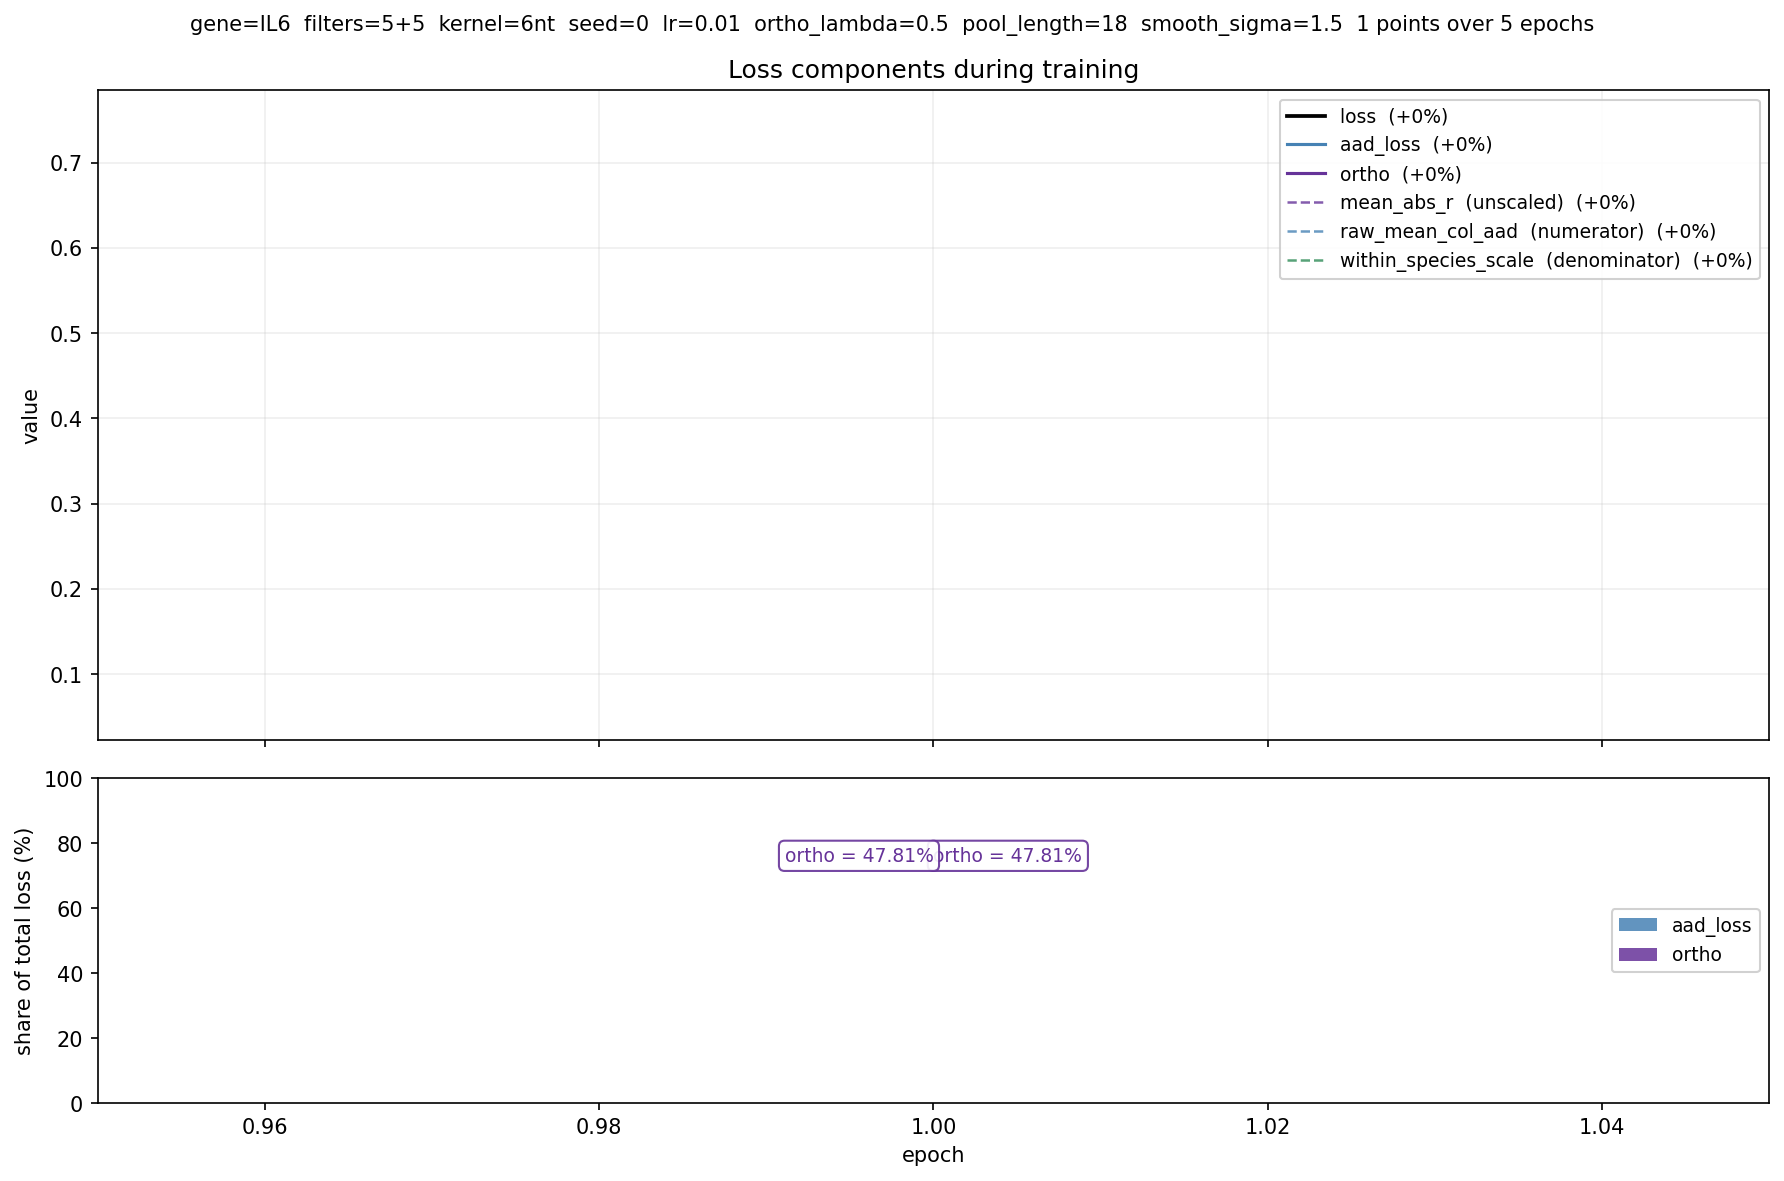 gene=IL6  filters=5+5  kernel=6nt  seed=0  lr=0.01  ortho_lambda=0.5  pool_length=18  smooth_sigma=1.5  1 points over 5 epochs
Loss components during training
loss  (+0%)
aad_loss  (+0%)
ortho  (+0%)
mean_abs_r  (unscaled)  (+0%)
raw_mean_col_aad  (numerator)  (+0%)
within_species_scale  (denominator)  (+0%)
value
0.7
0.6
0.5
0.4
0.3
0.2
0.1
share of total loss (%)
100
80
60
40
20
0
ortho = 47.81%
ortho = 47.81%
aad_loss
ortho
0.96
0.98
1.00
1.02
1.04
epoch